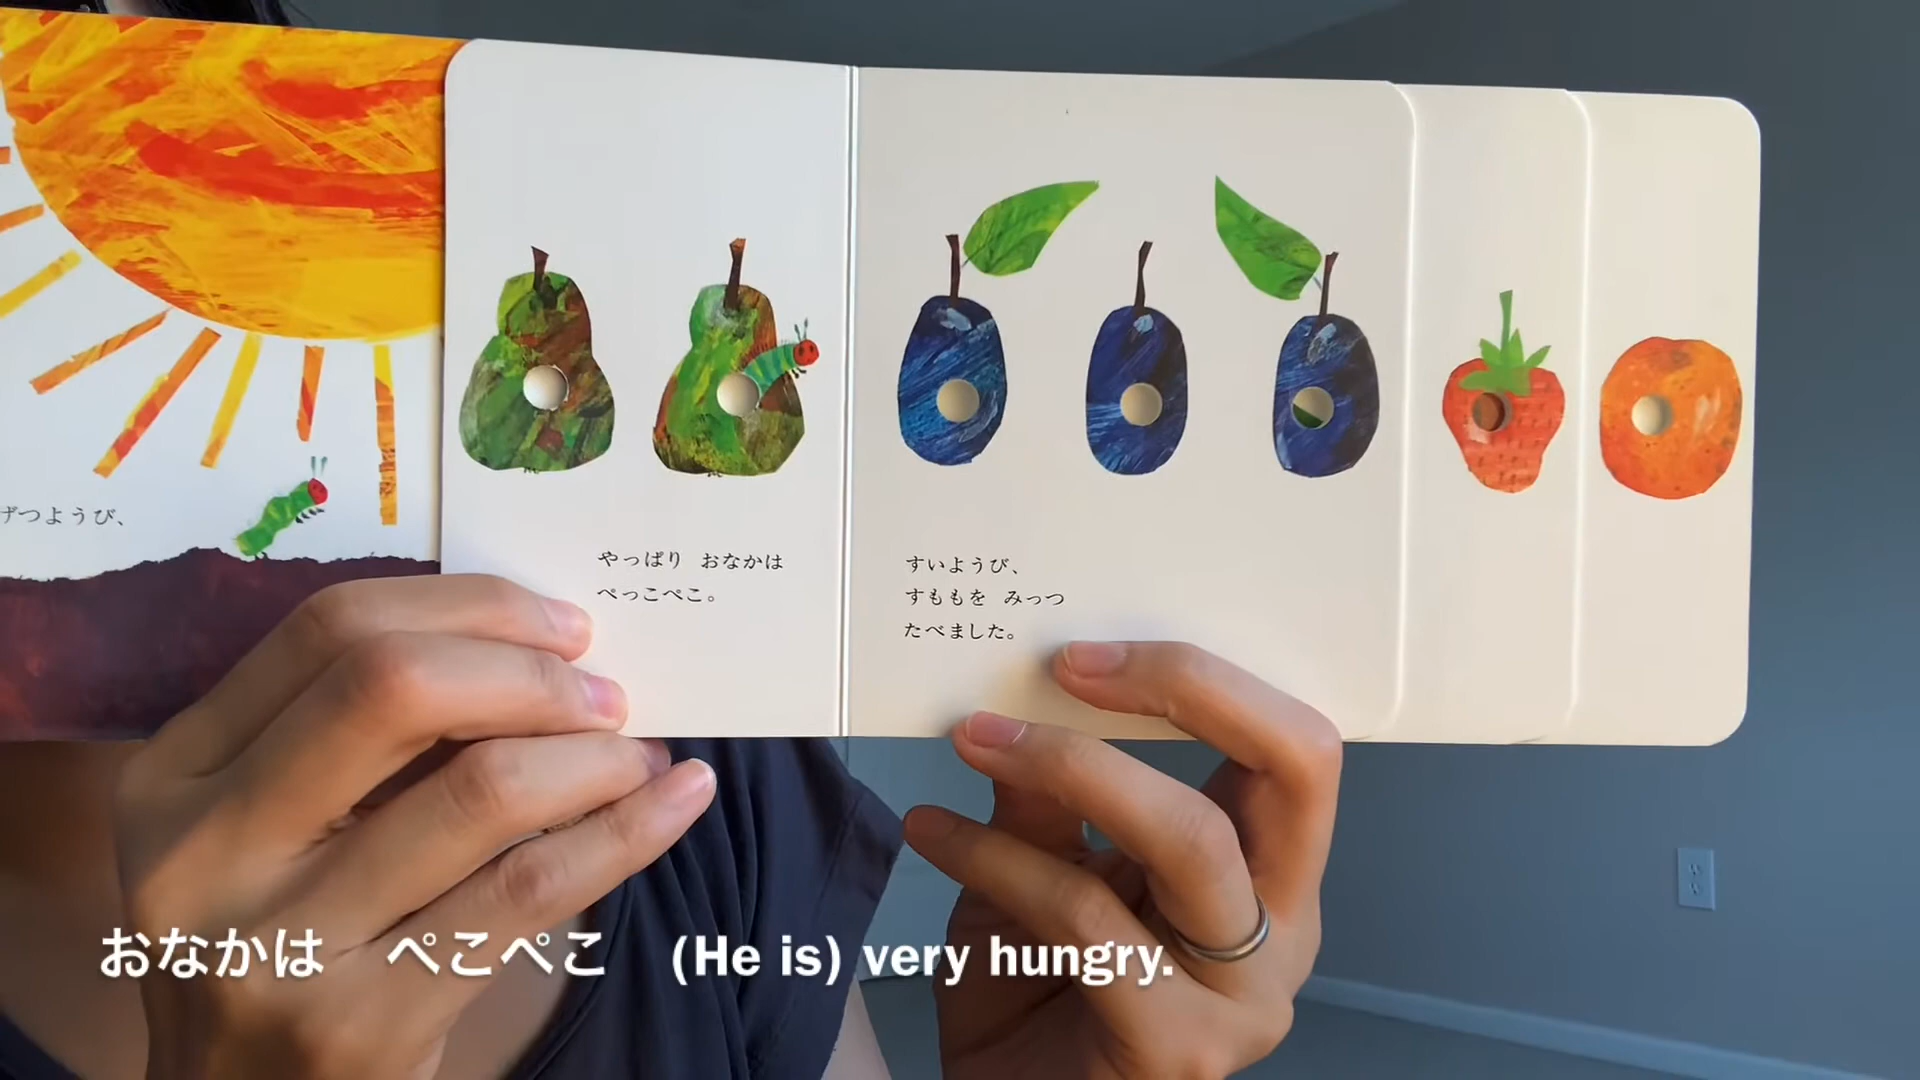 げつようび、
やっぱり おなかは
ぺっこぺこ。
すいようび、
すももを みっつ
たべました。
おなかは ぺこぺこ (He is) very hungry.